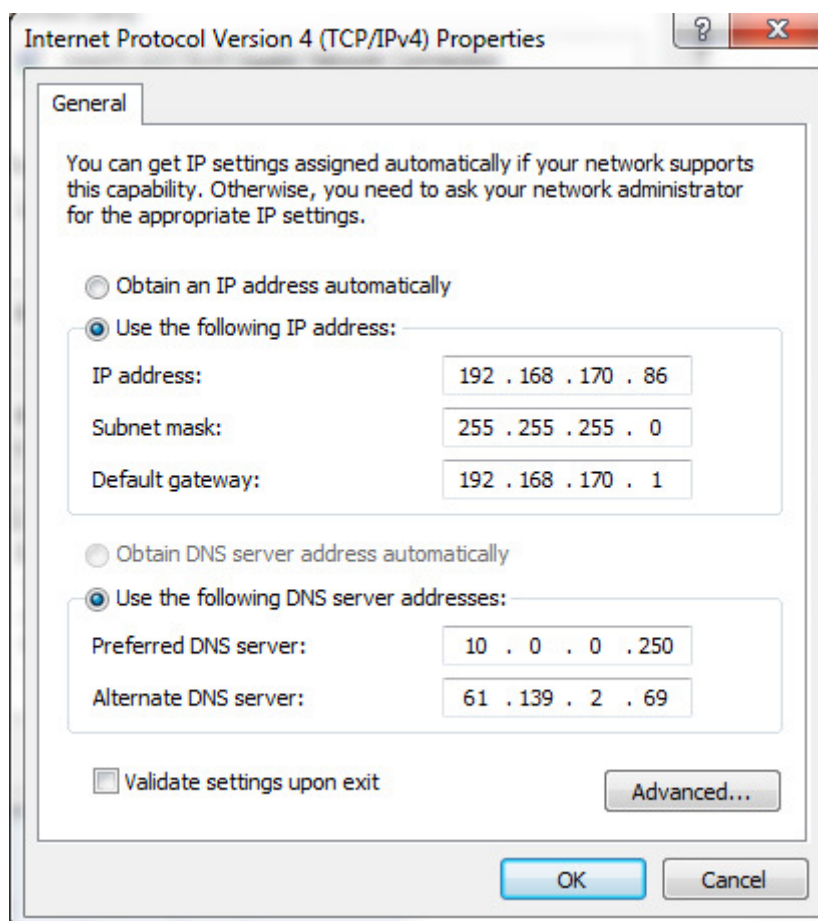 Internet Protocol Version 4 (TCP/IPv4) Properties
General
You can get IP settings assigned automatically if your network supports
this capability. Otherwise, you need to ask your network administrator
for the appropriate IP settings.
Obtain an IP address automatically
Use the following IP address:
IP address: 192 . 168 . 170 . 86
Subnet mask: 255 . 255 . 255 . 0
Default gateway: 192 . 168 . 170 . 1
Obtain DNS server address automatically
Use the following DNS server addresses:
Preferred DNS server: 10 . 0 . 0 . 250
Alternate DNS server: 61 . 139 . 2 . 69
Validate settings upon exit
Advanced...
OK Cancel